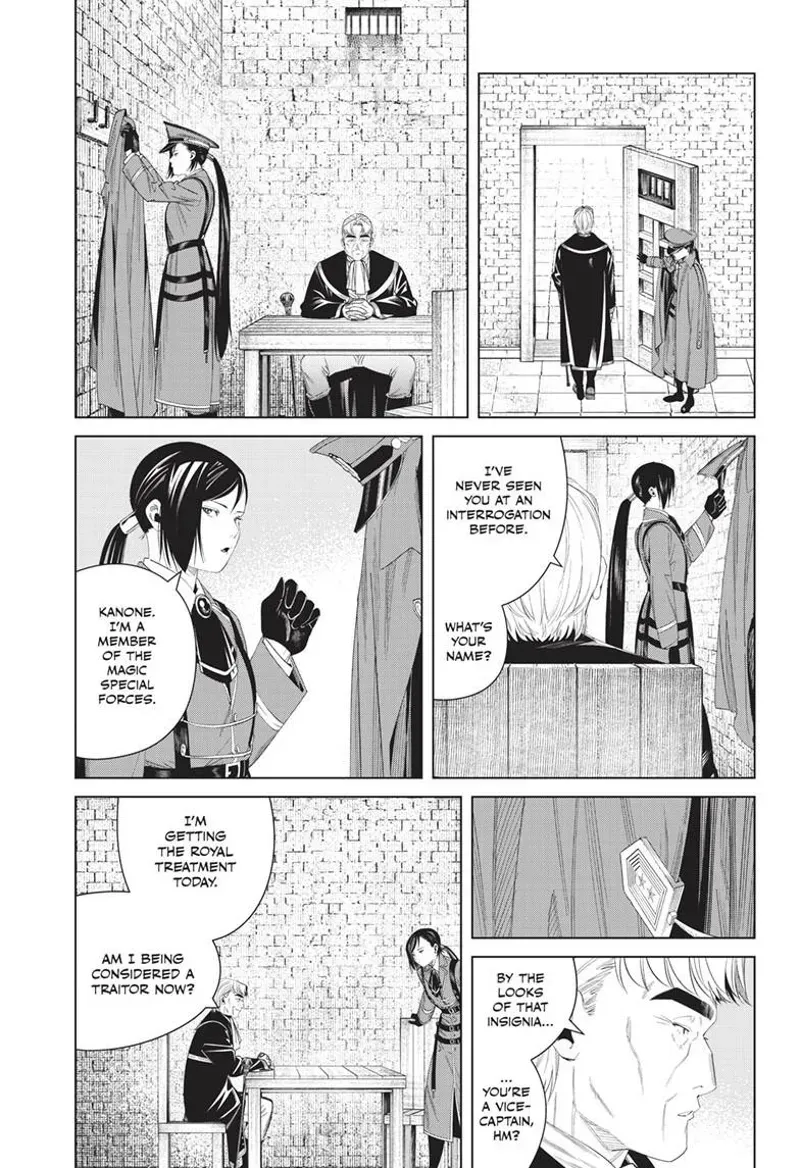 I'VE
NEVER SEEN
YOU AT AN
INTERROGATION
BEFORE.
WHAT'S
YOUR
NAME?
KANONE.
I'M A
MEMBER
OF THE
MAGIC
SPECIAL
FORCES.
BY THE
LOOKS
OF THAT
INSIGNIA...
...
YOU'RE
A VICE-
CAPTAIN,
HM?
I'M
GETTING
THE ROYAL
TREATMENT
TODAY.
AM I BEING
CONSIDERED A
TRAITOR NOW?